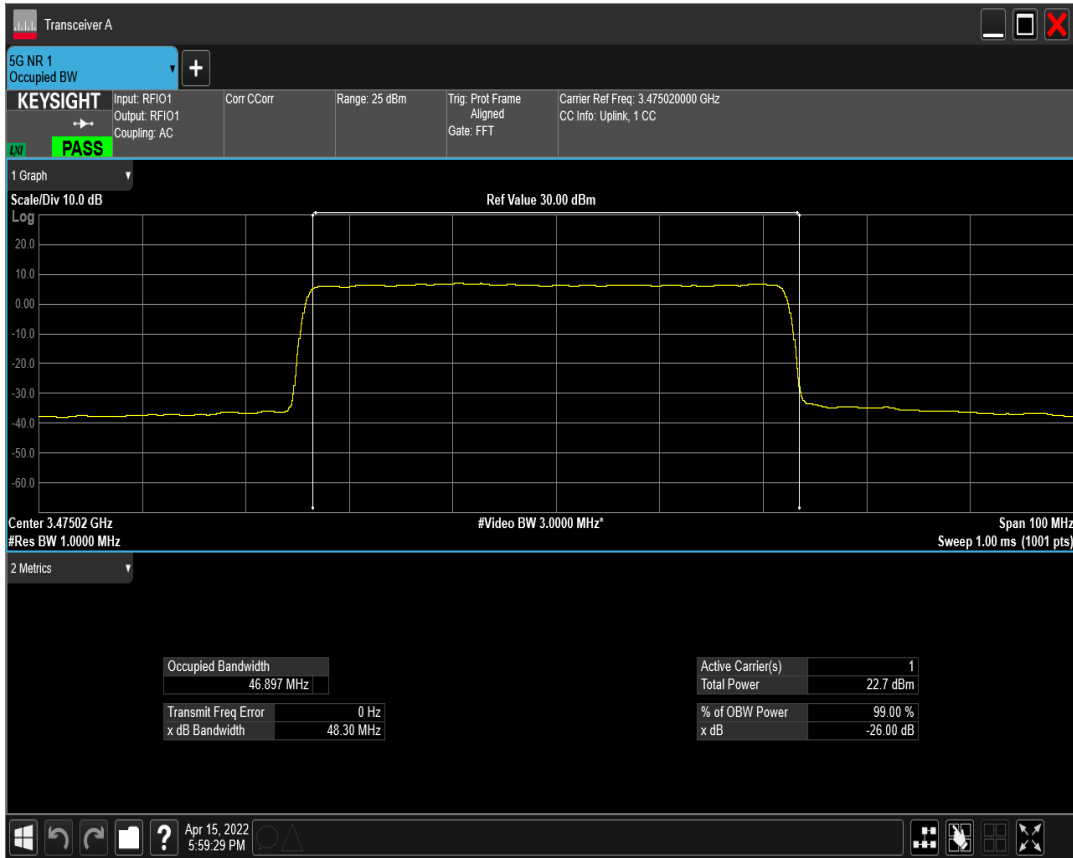 Transceiver A
5G NR 1
Occupied BW
+
KEYSIGHT
LXI
PASS
Input: RFIO1
Output: RFIO1
Coupling: AC
Corr CCorr
Range: 25 dBm
Trig: Prot Frame
Aligned
Gate: FFT
Carrier Ref Freq: 3.475020000 GHz
CC Info: Uplink, 1 CC
1 Graph
Scale/Div 10.0 dB
Ref Value 30.00 dBm
Log
20.0
10.0
0.00
-10.0
-20.0
-30.0
-40.0
-50.0
-60.0
Center 3.47502 GHz
#Video BW 3.0000 MHz*
Span 100 MHz
#Res BW 1.0000 MHz
Sweep 1.00 ms (1001 pts)
2 Metrics
Occupied Bandwidth
46.897 MHz
Transmit Freq Error 0 Hz
x dB Bandwidth 48.30 MHz
Active Carrier(s) 1
Total Power 22.7 dBm
% of OBW Power 99.00 %
x dB -26.00 dB
?
Apr 15, 2022
5:59:29 PM